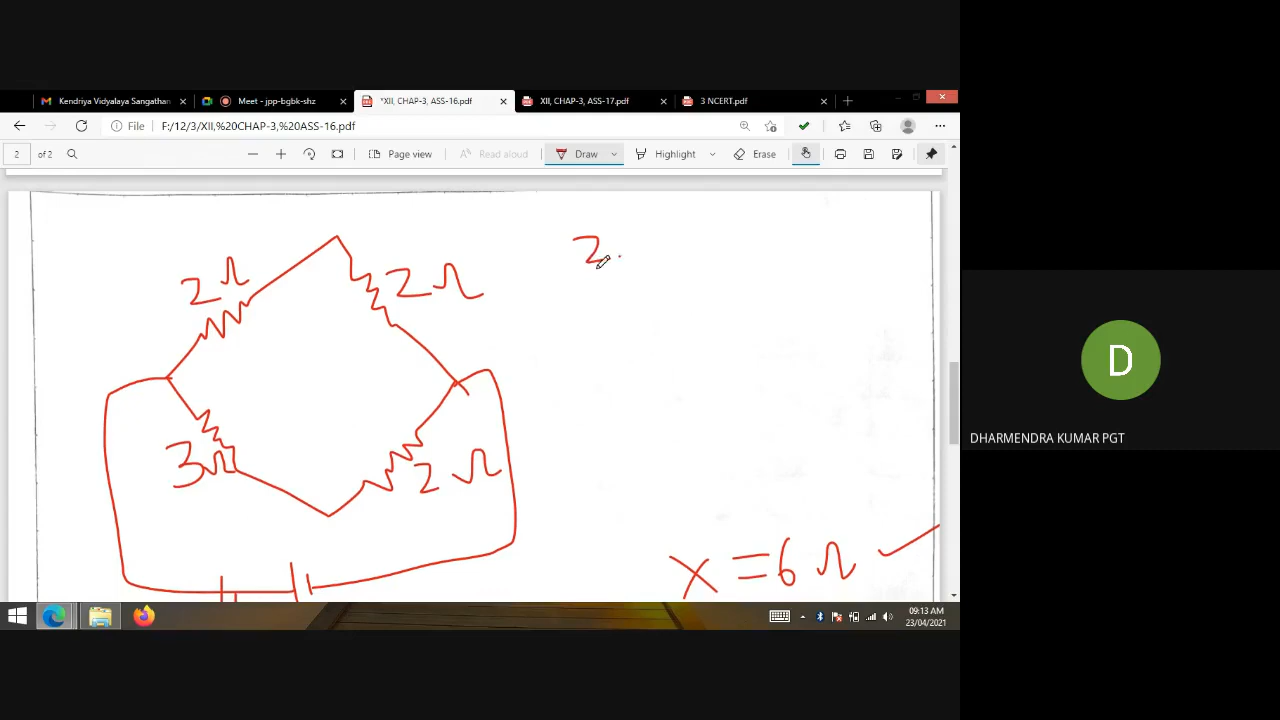 Kendriya Vidyalaya Sangathan
Meet - jpp-bgbk-shz
*XII, CHAP-3, ASS-16.pdf
XII, CHAP-3, ASS-17.pdf
3 NCERT.pdf
File
F:/12/3/XII,%20CHAP-3,%20ASS-16.pdf
2 of 2
Page view
Read aloud
Draw
Highlight
Erase
2Ω
2Ω
2
3Ω
2Ω
X = 6Ω
D
DHARMENDRA KUMAR PGT
09:13 AM
23/04/2021